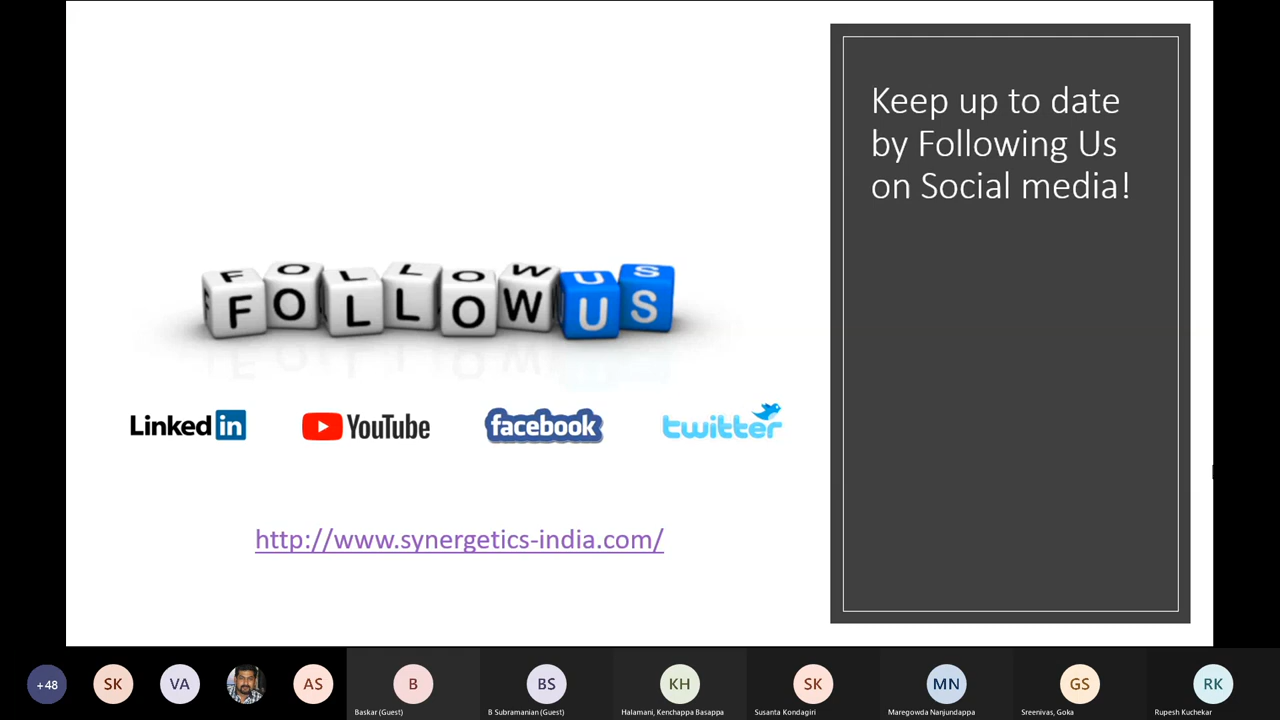 Keep up to date
by Following Us
on Social media!
F O L L O W U S
FOLLOW US
LinkedIn
YouTube
facebook
twitter
http://www.synergetics-india.com/
+48
SK
VA
AS
B
BS
KH
SK
MN
GS
RK
Baskar (Guest)
B Subramanian (Guest)
Halamani, Kenchappa Basappa
Susanta Kondagiri
Maregowda Nanjundappa
Sreenivas, Goka
Rupesh Kuchekar